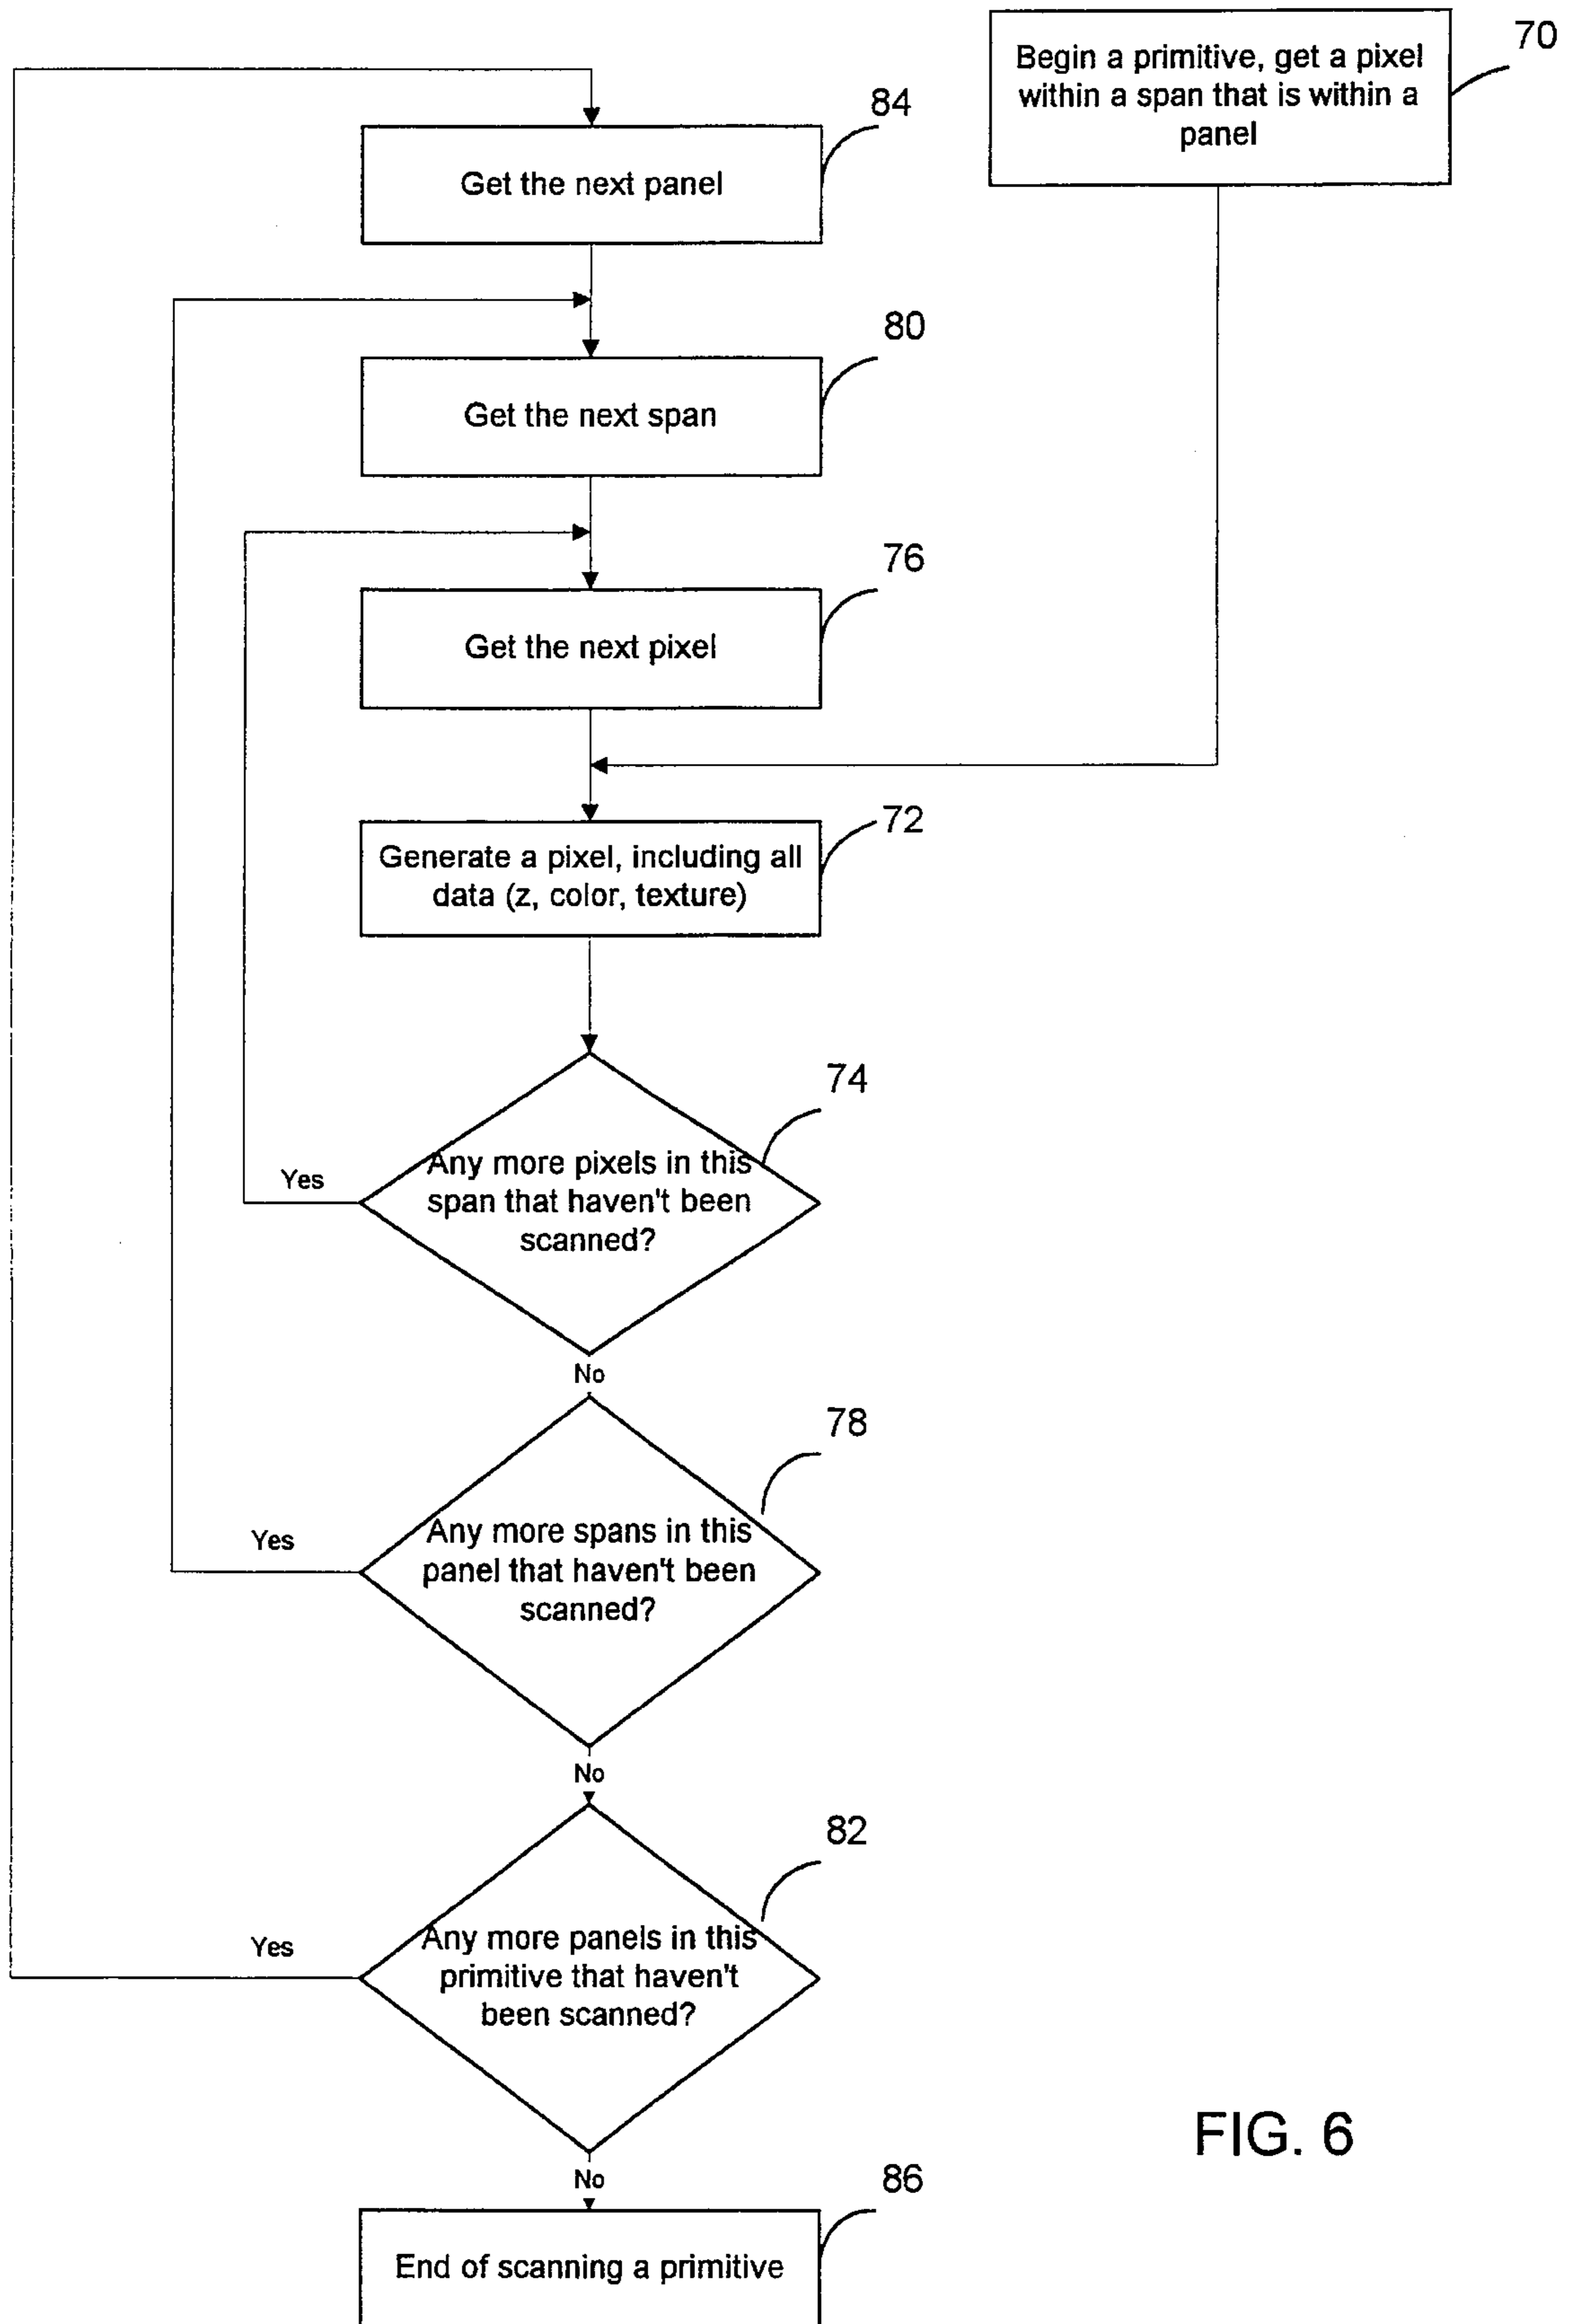 Begin a primitive, get a pixel
within a span that is within a
panel
70
84
Get the next panel
80
Get the next span
76
Get the next pixel
72
Generate a pixel, including all
data (z, color, texture)
74
Any more pixels in this
span that haven't been
scanned?
Yes
No
78
Any more spans in this
panel that haven't been
scanned?
Yes
No
82
Any more panels in this
primitive that haven't
been scanned?
Yes
No
86
End of scanning a primitive
FIG. 6